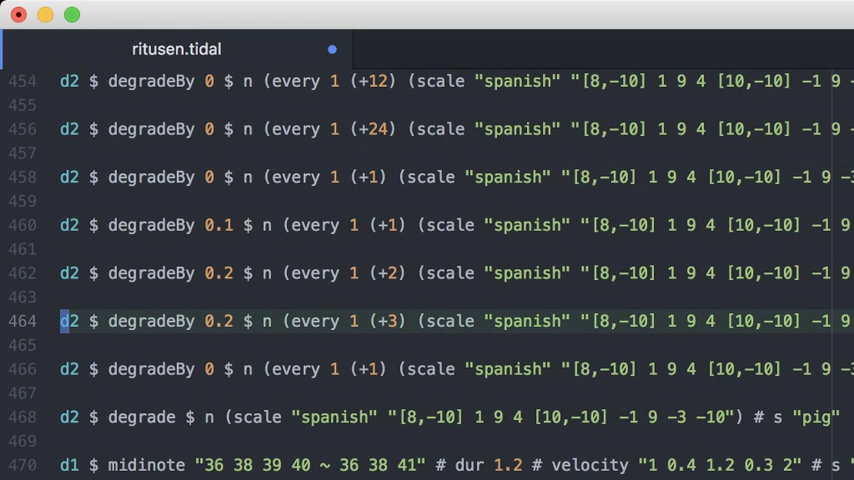 ritusen.tidal
454 d2 $ degradeBy 0 $ n (every 1 (+12) (scale "spanish" "[8,-10] 1 9 4 [10,-10] -1 9 -
455
456 d2 $ degradeBy 0 $ n (every 1 (+24) (scale "spanish" "[8,-10] 1 9 4 [10,-10] -1 9 -
457
458 d2 $ degradeBy 0 $ n (every 1 (+1) (scale "spanish" "[8,-10] 1 9 4 [10,-10] -1 9 -3
459
460 d2 $ degradeBy 0.1 $ n (every 1 (+1) (scale "spanish" "[8,-10] 1 9 4 [10,-10] -1 9
461
462 d2 $ degradeBy 0.2 $ n (every 1 (+2) (scale "spanish" "[8,-10] 1 9 4 [10,-10] -1 9
463
464 d2 $ degradeBy 0.2 $ n (every 1 (+3) (scale "spanish" "[8,-10] 1 9 4 [10,-10] -1 9
465
466 d2 $ degradeBy 0 $ n (every 1 (+1) (scale "spanish" "[8,-10] 1 9 4 [10,-10] -1 9 -3
467
468 d2 $ degrade $ n (scale "spanish" "[8,-10] 1 9 4 [10,-10] -1 9 -3 -10") # s "pig"
469
470 d1 $ midinote "36 38 39 40 ~ 36 38 41" # dur 1.2 # velocity "1 0.4 1.2 0.3 2" # s "